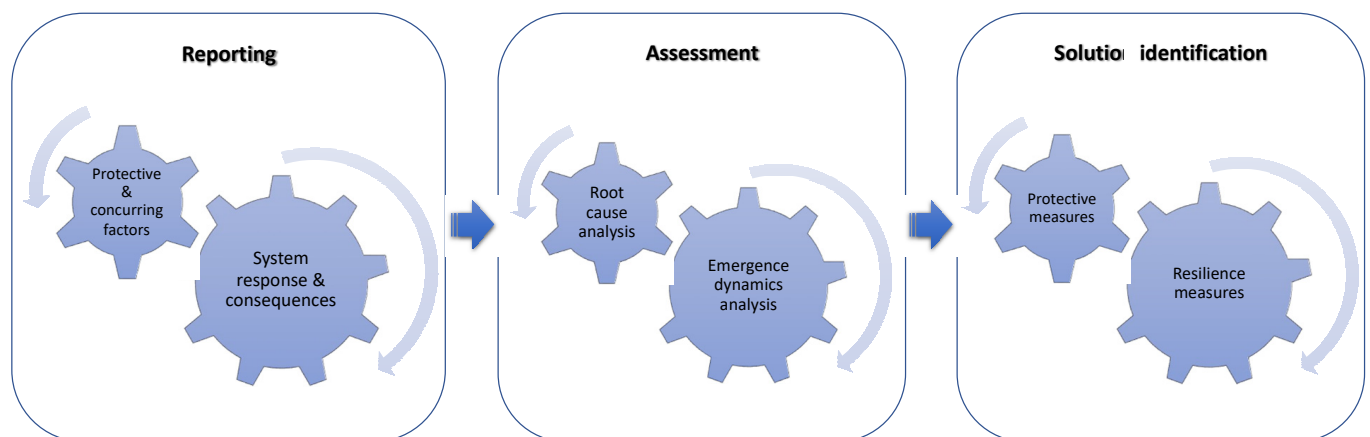 Reporting
Protective
&
concurring
factors
System
response &
consequences
Assessment
Root
cause
analysis
Emergence
dynamics
analysis
Solution identification
Protective
measures
Resilience
measures